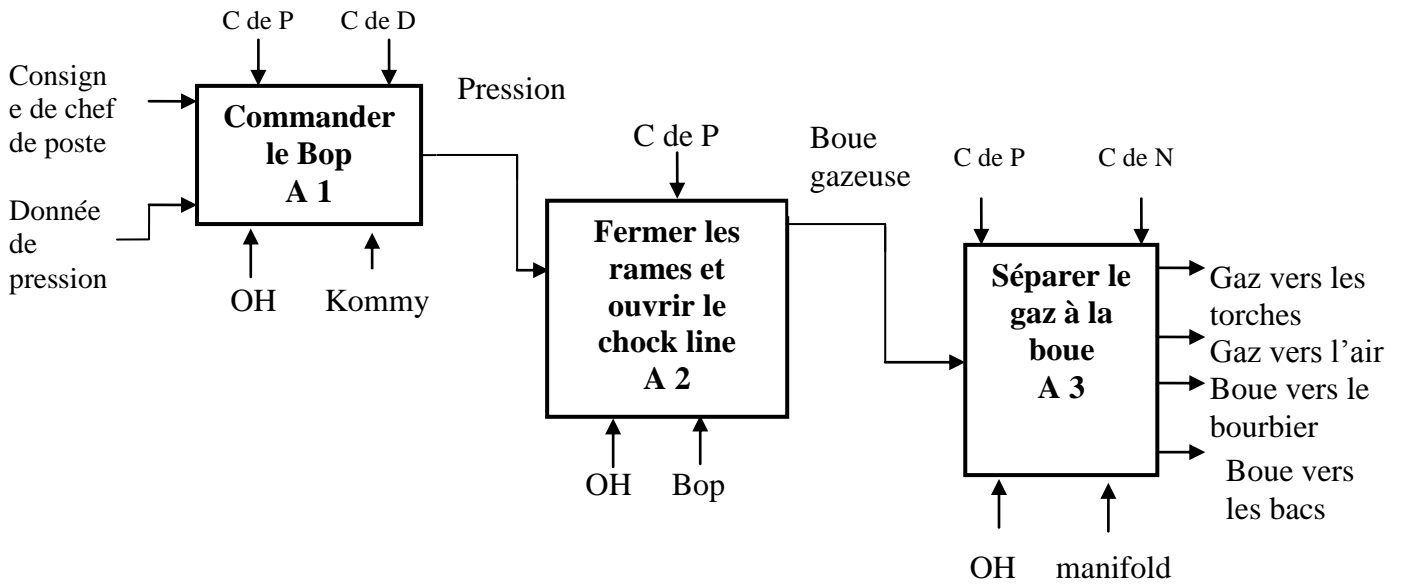 C de P
C de D
Consign
e de chef
de poste
Donnée
de
pression
Commander
le Bop
A 1
OH
Kommy
Pression
C de P
Fermer les
rames et
ouvrir le
chock line
A 2
OH
Bop
Boue
gazeuse
C de P
C de N
Séparer le
gaz à la
boue
A 3
OH
manifold
Gaz vers les
torches
Gaz vers l’air
Boue vers le
bourbier
Boue vers
les bacs